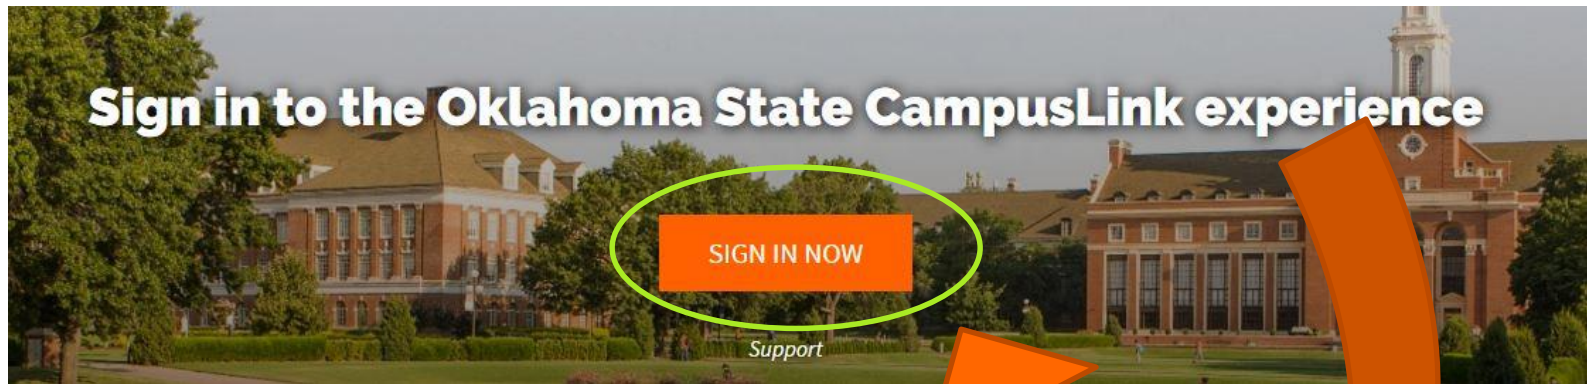 Sign in to the Oklahoma State CampusLink experience
SIGN IN NOW
Support